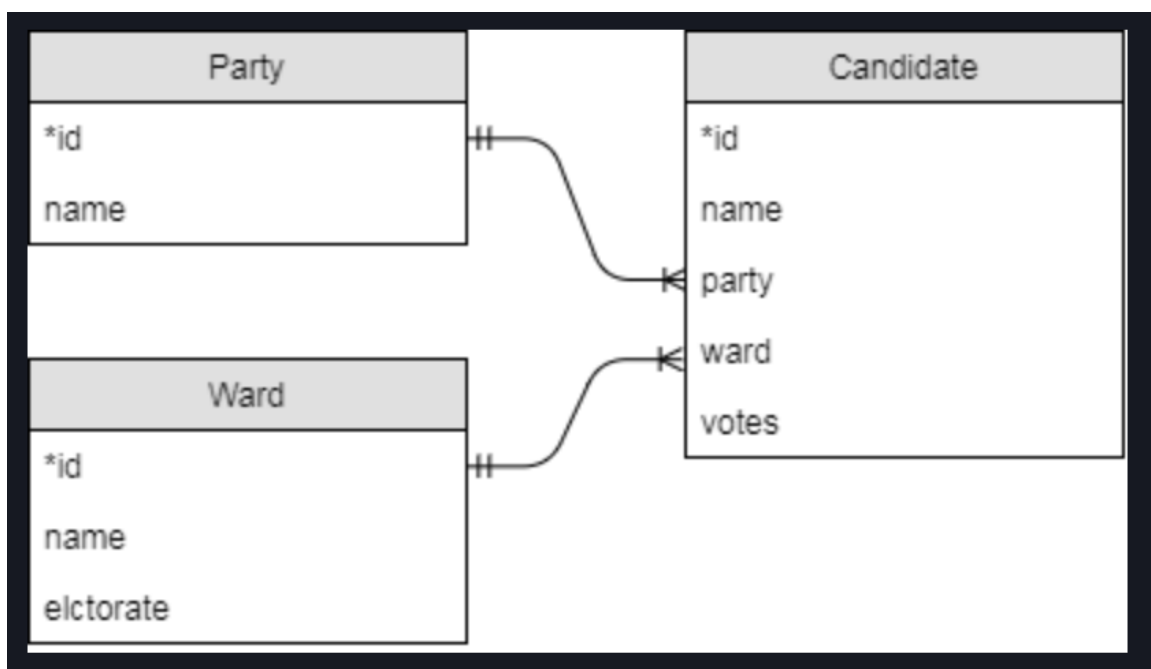 Party
*id
name
Candidate
*id
name
party
ward
votes
Ward
*id
name
elctorate